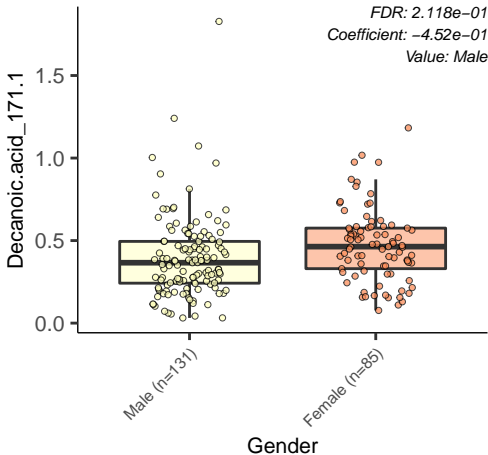 FDR: 2.118e−01
Coefficient: −4.52e−01
Value: Male
Decanoic.acid_171.1
1.5
1.0
0.5
0.0
Male (n=131)
Female (n=85)
Gender